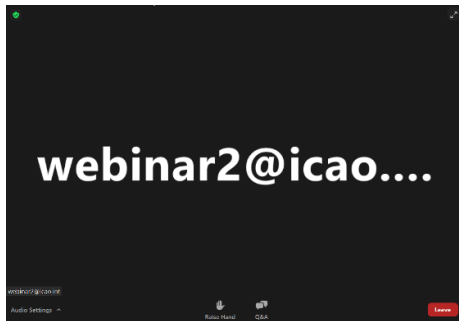 webinar2@icao....
webinar2@icao.int
Audio Settings
Raise Hand
Q&A
Leave